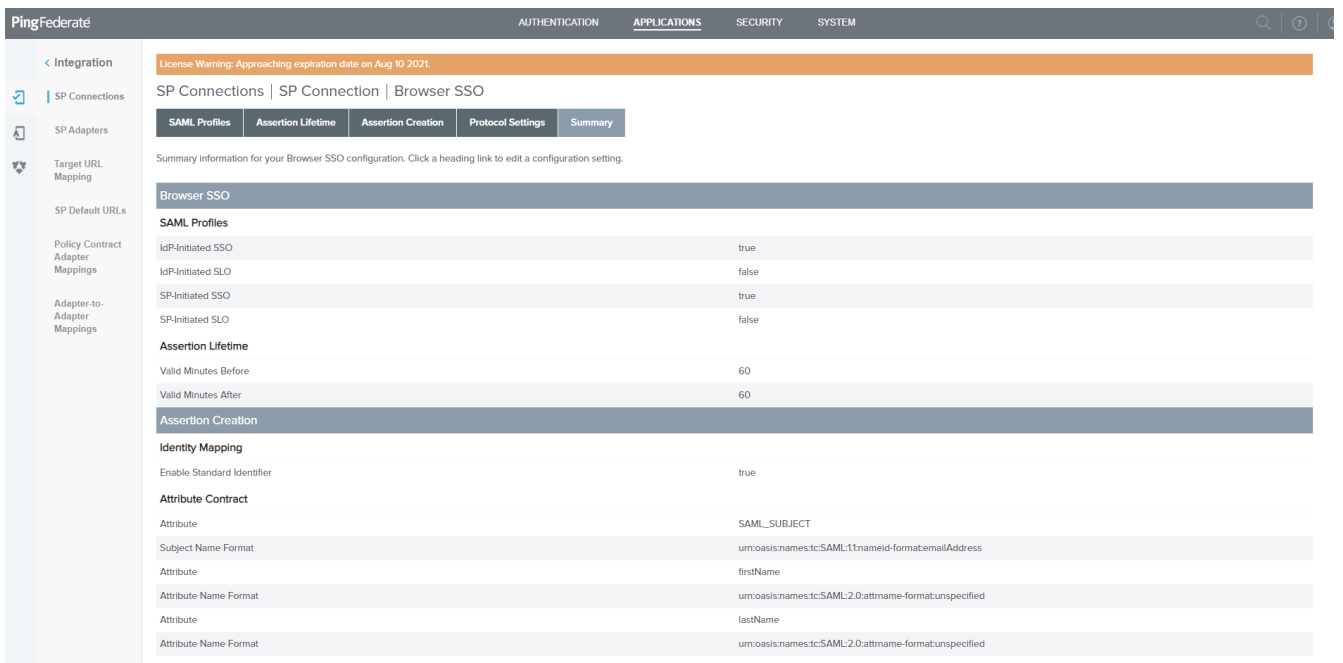 PingFederate
AUTHENTICATION
APPLICATIONS
SECURITY
SYSTEM
Integration
SP Connections
SP Adapters
Target URL
Mapping
SP Default URLs
Policy Contract
Adapter
Mappings
Adapter-to-
Adapter
Mappings
License Warning: Approaching expiration date on Aug 10 2021.
SP Connections | SP Connection | Browser SSO
SAML Profiles
Assertion Lifetime
Assertion Creation
Protocol Settings
Summary
Summary information for your Browser SSO configuration. Click a heading link to edit a configuration setting.
Browser SSO
SAML Profiles
IdP-Initiated SSO true
IdP-Initiated SLO false
SP-Initiated SSO true
SP-Initiated SLO false
Assertion Lifetime
Valid Minutes Before 60
Valid Minutes After 60
Assertion Creation
Identity Mapping
Enable Standard Identifier true
Attribute Contract
Attribute SAML_SUBJECT
Subject Name Format urn:oasis:names:tc:SAML:1.1:nameid-format:emailAddress
Attribute firstName
Attribute Name Format urn:oasis:names:tc:SAML:2.0:attrname-format:unspecified
Attribute lastName
Attribute Name Format urn:oasis:names:tc:SAML:2.0:attrname-format:unspecified